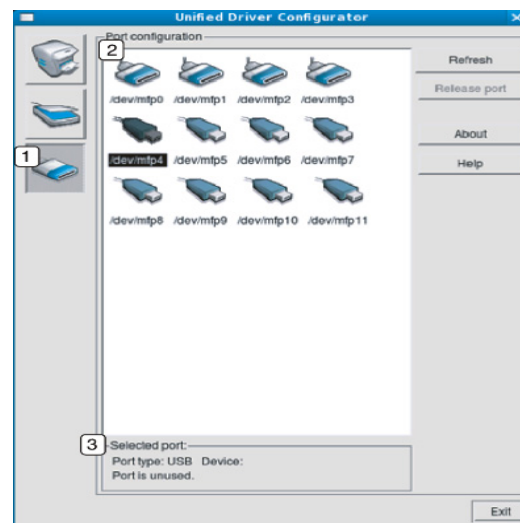 Unified Driver Configurator
Port configuration
2
/dev/mfp0 /dev/mfp1 /dev/mfp2 /dev/mfp3
/dev/mfp4 /dev/mfp5 /dev/mfp6 /dev/mfp7
/dev/mfp8 /dev/mfp9 /dev/mfp10 /dev/mfp11
1
Refresh
Release port
About
Help
3
Selected port:
Port type: USB Device:
Port is unused.
Exit